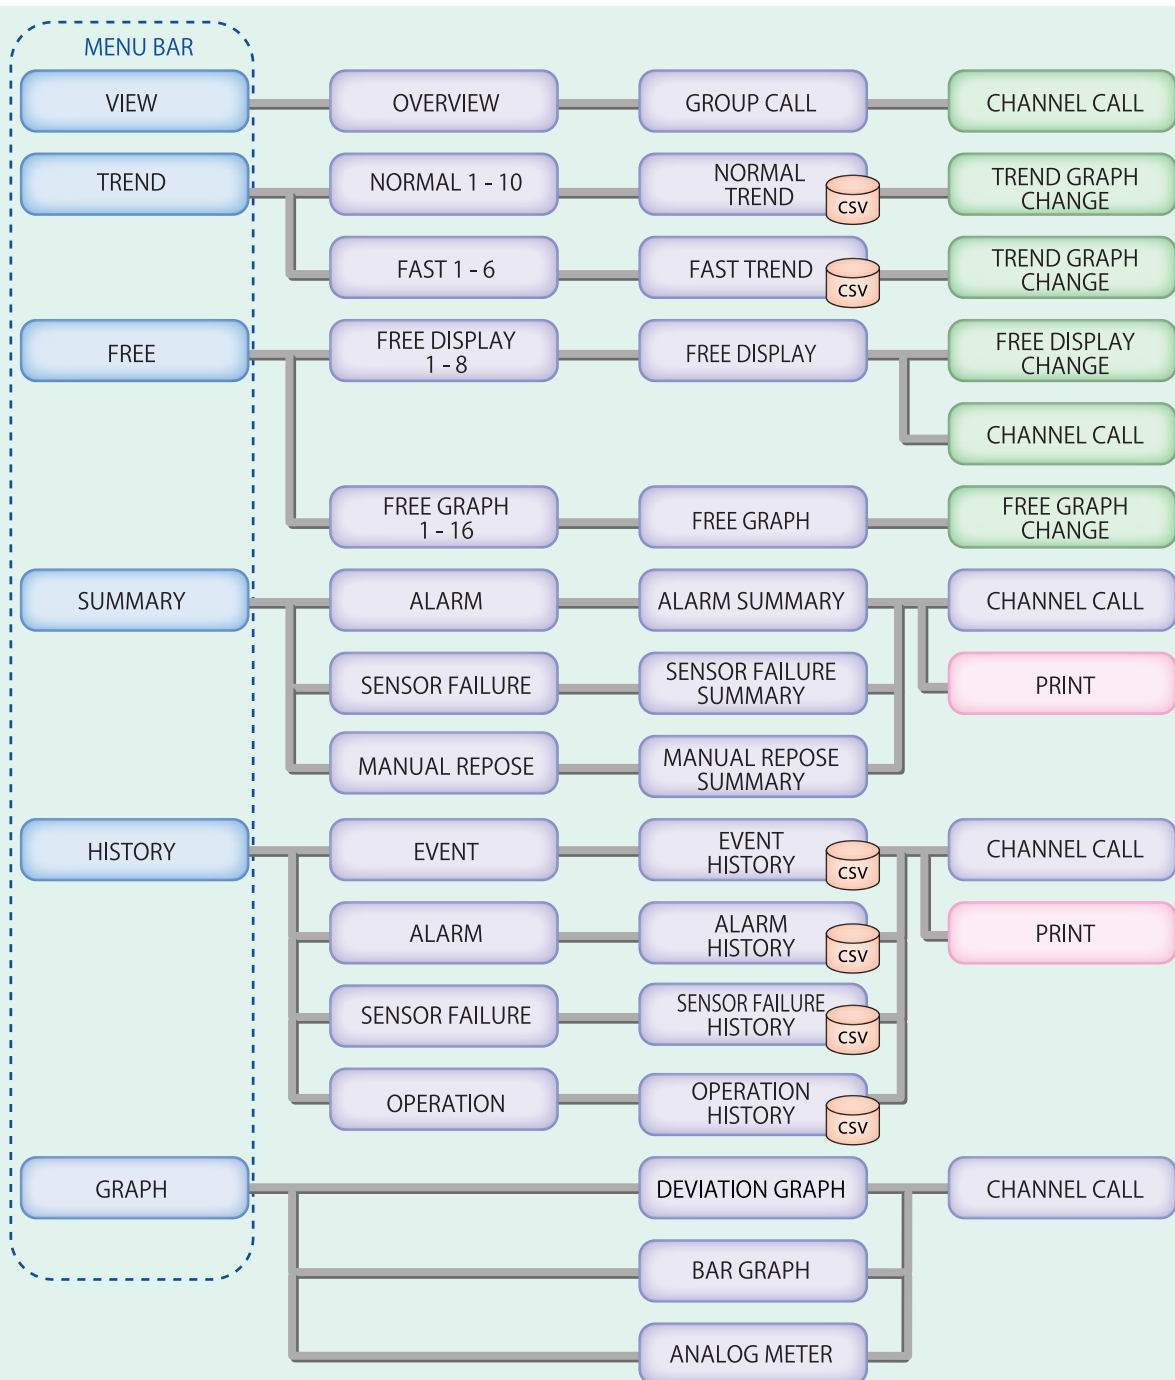 MENU BAR
VIEW
OVERVIEW
GROUP CALL
CHANNEL CALL
TREND
NORMAL 1 - 10
NORMAL
TREND
CSV
TREND GRAPH
CHANGE
FAST 1 - 6
FAST TREND
CSV
TREND GRAPH
CHANGE
FREE
FREE DISPLAY
1 - 8
FREE DISPLAY
FREE DISPLAY
CHANGE
CHANNEL CALL
FREE GRAPH
1 - 16
FREE GRAPH
FREE GRAPH
CHANGE
SUMMARY
ALARM
ALARM SUMMARY
CHANNEL CALL
SENSOR FAILURE
SENSOR FAILURE
SUMMARY
PRINT
MANUAL REPOSE
MANUAL REPOSE
SUMMARY
HISTORY
EVENT
EVENT
HISTORY
CSV
CHANNEL CALL
ALARM
ALARM
HISTORY
CSV
PRINT
SENSOR FAILURE
SENSOR FAILURE
HISTORY
CSV
OPERATION
OPERATION
HISTORY
CSV
GRAPH
DEVIATION GRAPH
CHANNEL CALL
BAR GRAPH
ANALOG METER